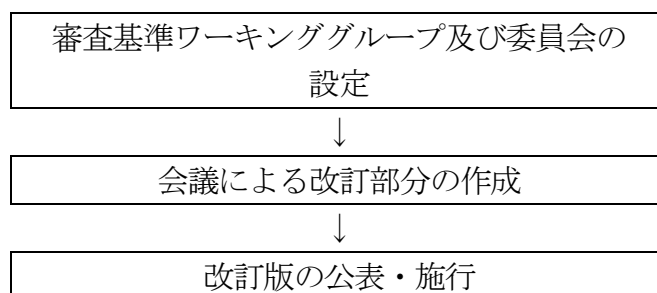 審査基準ワーキンググループ及び委員会の
設定
↓
会議による改訂部分の作成
↓
改訂版の公表・施行